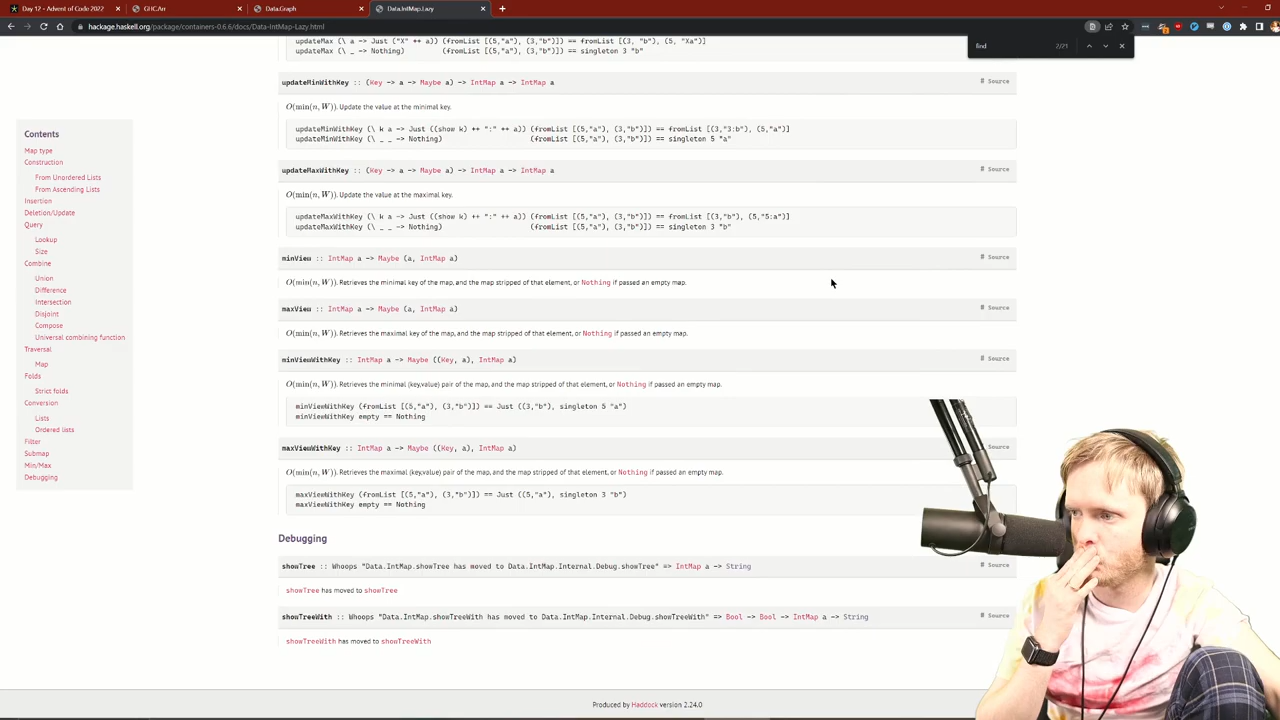 Day 12 - Advent of Code 2022
GHC.Arr
Data.Graph
Data.IntMap.Lazy
hackage.haskell.org/package/containers-0.6.6/docs/Data-IntMap-Lazy.html
find
2/21
updateMax (\ a -> Just ("X" ++ a)) (fromList [(5,"a"), (3,"b")]) == fromList [(3, "b"), (5, "Xa")]
updateMax (\ _ -> Nothing) (fromList [(5,"a"), (3,"b")]) == singleton 3 "b"
updateMinWithKey :: (Key -> a -> Maybe a) -> IntMap a -> IntMap a
# Source
O(min(n, W)). Update the value at the minimal key.
updateMinWithKey (\ k a -> Just ((show k) ++ ":" ++ a)) (fromList [(5,"a"), (3,"b")]) == fromList [(3,"3:b"), (5,"a")]
updateMinWithKey (\ _ _ -> Nothing) (fromList [(5,"a"), (3,"b")]) == singleton 5 "a"
updateMaxWithKey :: (Key -> a -> Maybe a) -> IntMap a -> IntMap a
# Source
O(min(n, W)). Update the value at the maximal key.
updateMaxWithKey (\ k a -> Just ((show k) ++ ":" ++ a)) (fromList [(5,"a"), (3,"b")]) == fromList [(3,"b"), (5,"5:a")]
updateMaxWithKey (\ _ _ -> Nothing) (fromList [(5,"a"), (3,"b")]) == singleton 3 "b"
minView :: IntMap a -> Maybe (a, IntMap a)
# Source
O(min(n, W)). Retrieves the minimal key of the map, and the map stripped of that element, or Nothing if passed an empty map.
maxView :: IntMap a -> Maybe (a, IntMap a)
# Source
O(min(n, W)). Retrieves the maximal key of the map, and the map stripped of that element, or Nothing if passed an empty map.
minViewWithKey :: IntMap a -> Maybe ((Key, a), IntMap a)
# Source
O(min(n, W)). Retrieves the minimal (key,value) pair of the map, and the map stripped of that element, or Nothing if passed an empty map.
minViewWithKey (fromList [(5,"a"), (3,"b")]) == Just ((3,"b"), singleton 5 "a")
minViewWithKey empty == Nothing
maxViewWithKey :: IntMap a -> Maybe ((Key, a), IntMap a)
# Source
O(min(n, W)). Retrieves the maximal (key,value) pair of the map, and the map stripped of that element, or Nothing if passed an empty map.
maxViewWithKey (fromList [(5,"a"), (3,"b")]) == Just ((5,"a"), singleton 3 "b")
maxViewWithKey empty == Nothing
Debugging
showTree :: Whoops "Data.IntMap.showTree has moved to Data.IntMap.Internal.Debug.showTree" => IntMap a -> String
# Source
showTree has moved to showTree
showTreeWith :: Whoops "Data.IntMap.showTreeWith has moved to Data.IntMap.Internal.Debug.showTreeWith" => Bool -> Bool -> IntMap a -> String
# Source
showTreeWith has moved to showTreeWith
Produced by Haddock version 2.24.0
Contents
Map type
Construction
From Unordered Lists
From Ascending Lists
Insertion
Deletion/Update
Query
Lookup
Size
Combine
Union
Difference
Intersection
Disjoint
Compose
Universal combining function
Traversal
Map
Folds
Strict folds
Conversion
Lists
Ordered lists
Filter
Submap
Min/Max
Debugging